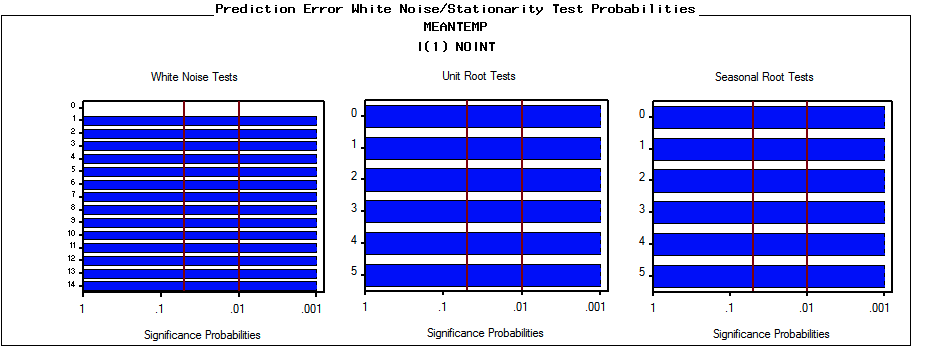 Prediction Error White Noise/Stationarity Test Probabilities
MEANTEMP
I(1) NOINT
White Noise Tests
0
1
2
3
4
5
6
7
8
9
10
11
12
13
14
1 .1 .01 .001
Significance Probabilities
Unit Root Tests
0
1
2
3
4
5
1 .1 .01 .001
Significance Probabilities
Seasonal Root Tests
0
1
2
3
4
5
1 .1 .01 .001
Significance Probabilities